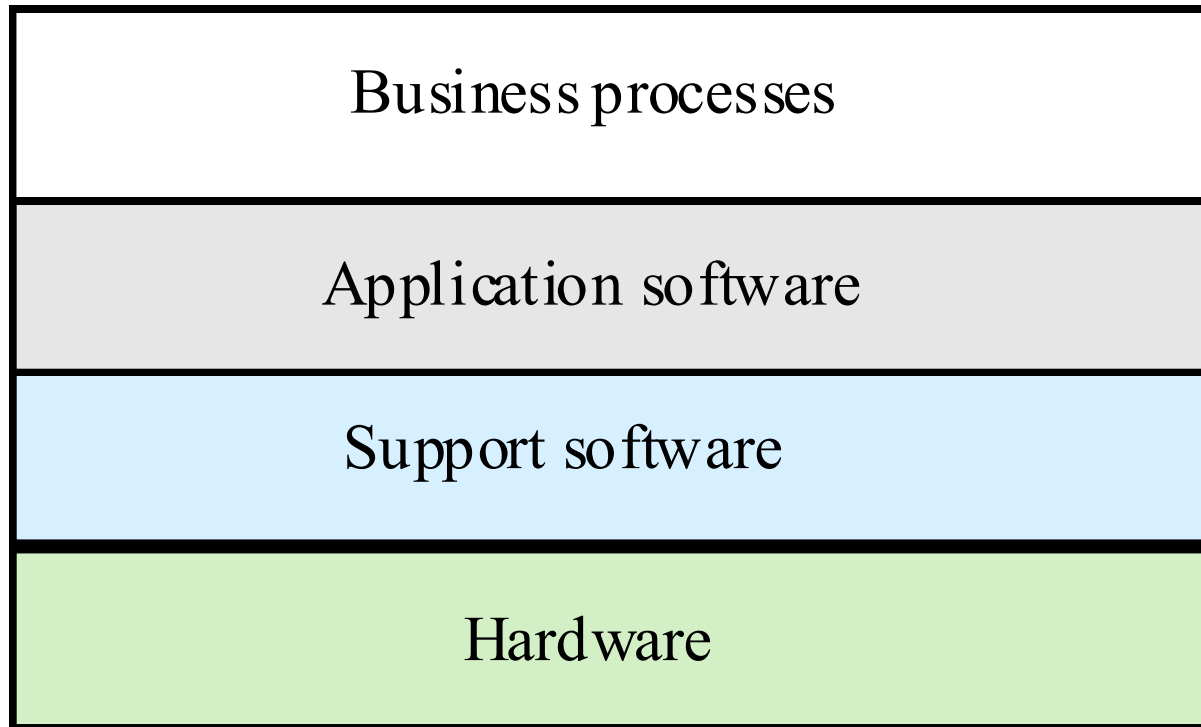 Business processes
Application software
Support software
Hardware